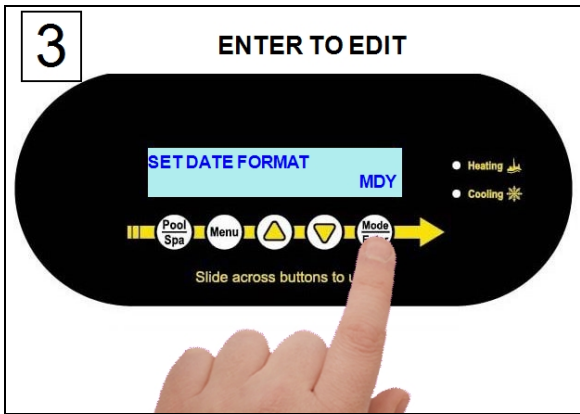 3
ENTER TO EDIT
SET DATE FORMAT
MDY
Heating
Cooling
Pool
Spa
Menu
Mode
Slide across buttons to